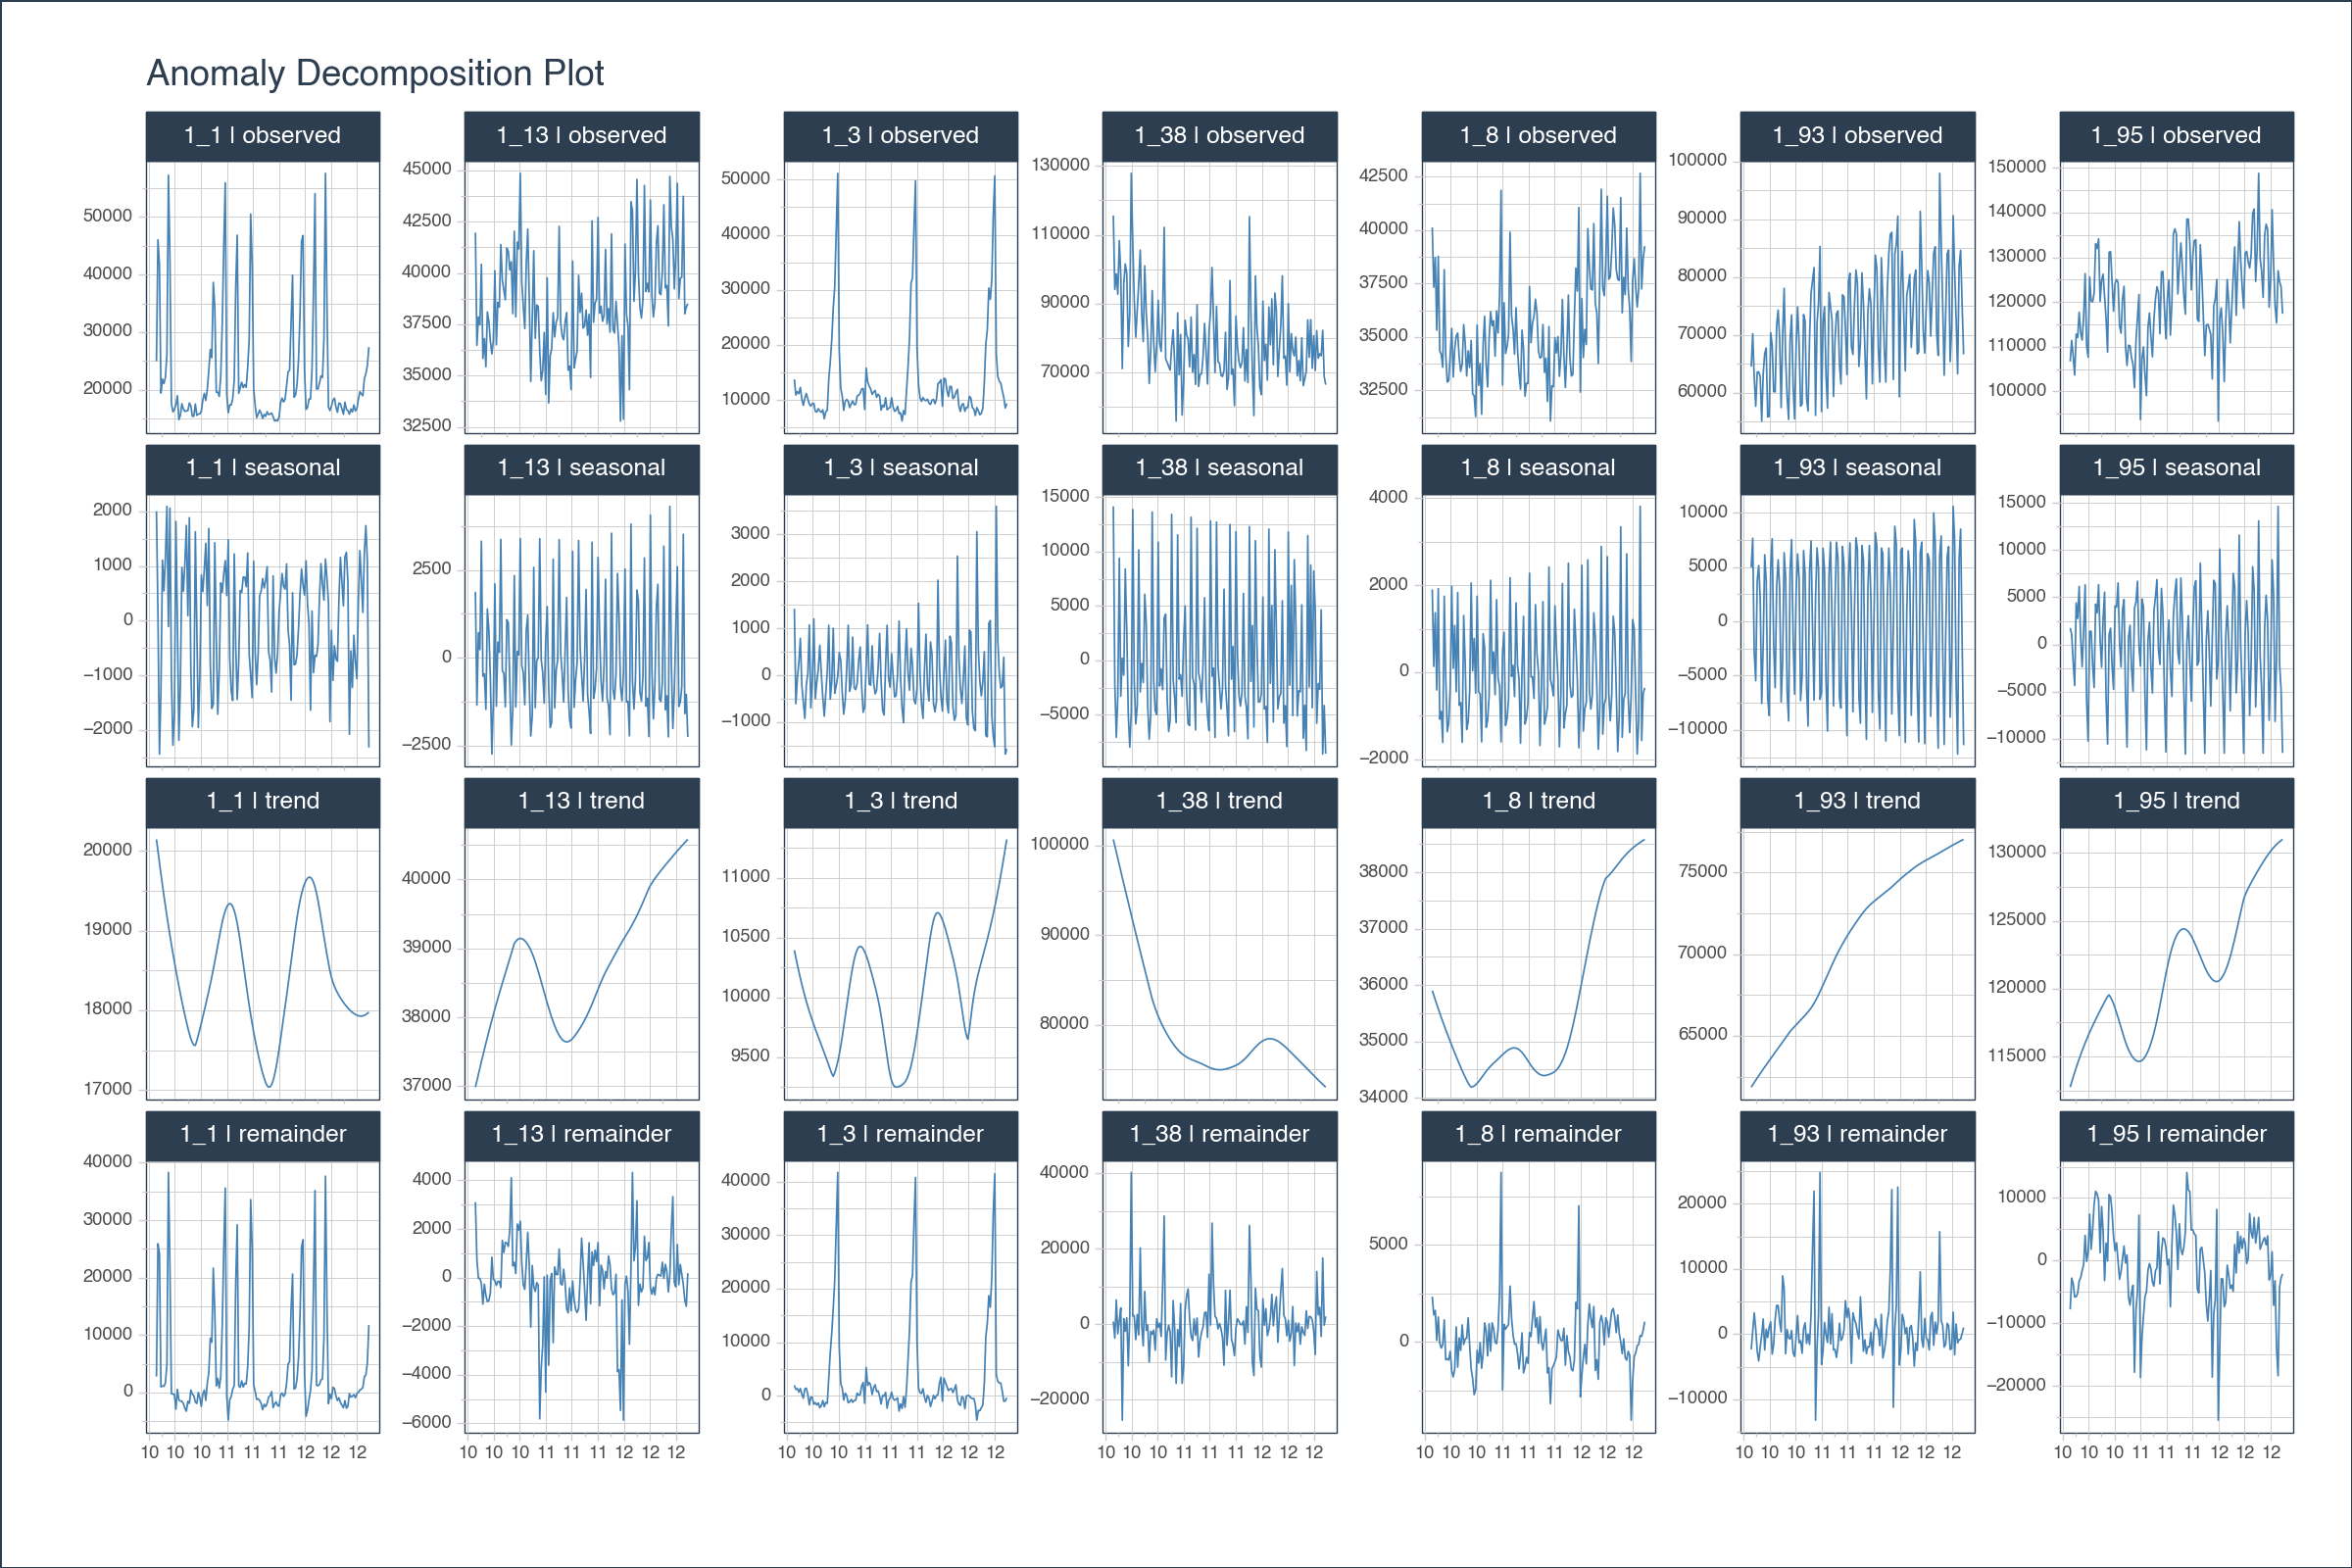 Anomaly Decomposition Plot
1_1 | observed 1_13 | observed 1_3 | observed 1_38 | observed 1_8 | observed 1_93 | observed 1_95 | observed
50000 40000 30000 20000
45000 42500 40000 37500 35000 32500
50000 40000 30000 20000 10000
130000 110000 90000 70000
42500 40000 37500 35000 32500
100000 90000 80000 70000 60000
150000 140000 130000 120000 110000 100000
1_1 | seasonal 1_13 | seasonal 1_3 | seasonal 1_38 | seasonal 1_8 | seasonal 1_93 | seasonal 1_95 | seasonal
2000 1000 0 −1000 −2000
2500 0 −2500
3000 2000 1000 0 −1000
15000 10000 5000 0 −5000
4000 2000 0 −2000
10000 5000 0 −5000 −10000
15000 10000 5000 0 −5000 −10000
1_1 | trend 1_13 | trend 1_3 | trend 1_38 | trend 1_8 | trend 1_93 | trend 1_95 | trend
20000 19000 18000 17000
40000 39000 38000 37000
11000 10500 10000 9500
100000 90000 80000
38000 37000 36000 35000 34000
75000 70000 65000
130000 125000 120000 115000
1_1 | remainder 1_13 | remainder 1_3 | remainder 1_38 | remainder 1_8 | remainder 1_93 | remainder 1_95 | remainder
40000 30000 20000 10000 0
4000 2000 0 −2000 −4000 −6000
40000 30000 20000 10000 0
40000 20000 0 −20000
5000 0
20000 10000 0 −10000
10000 0 −10000 −20000
10 10 10 11 11 11 12 12 12
10 10 10 11 11 11 12 12 12
10 10 10 11 11 11 12 12 12
10 10 10 11 11 11 12 12 12
10 10 10 11 11 11 12 12 12
10 10 10 11 11 11 12 12 12
10 10 10 11 11 11 12 12 12